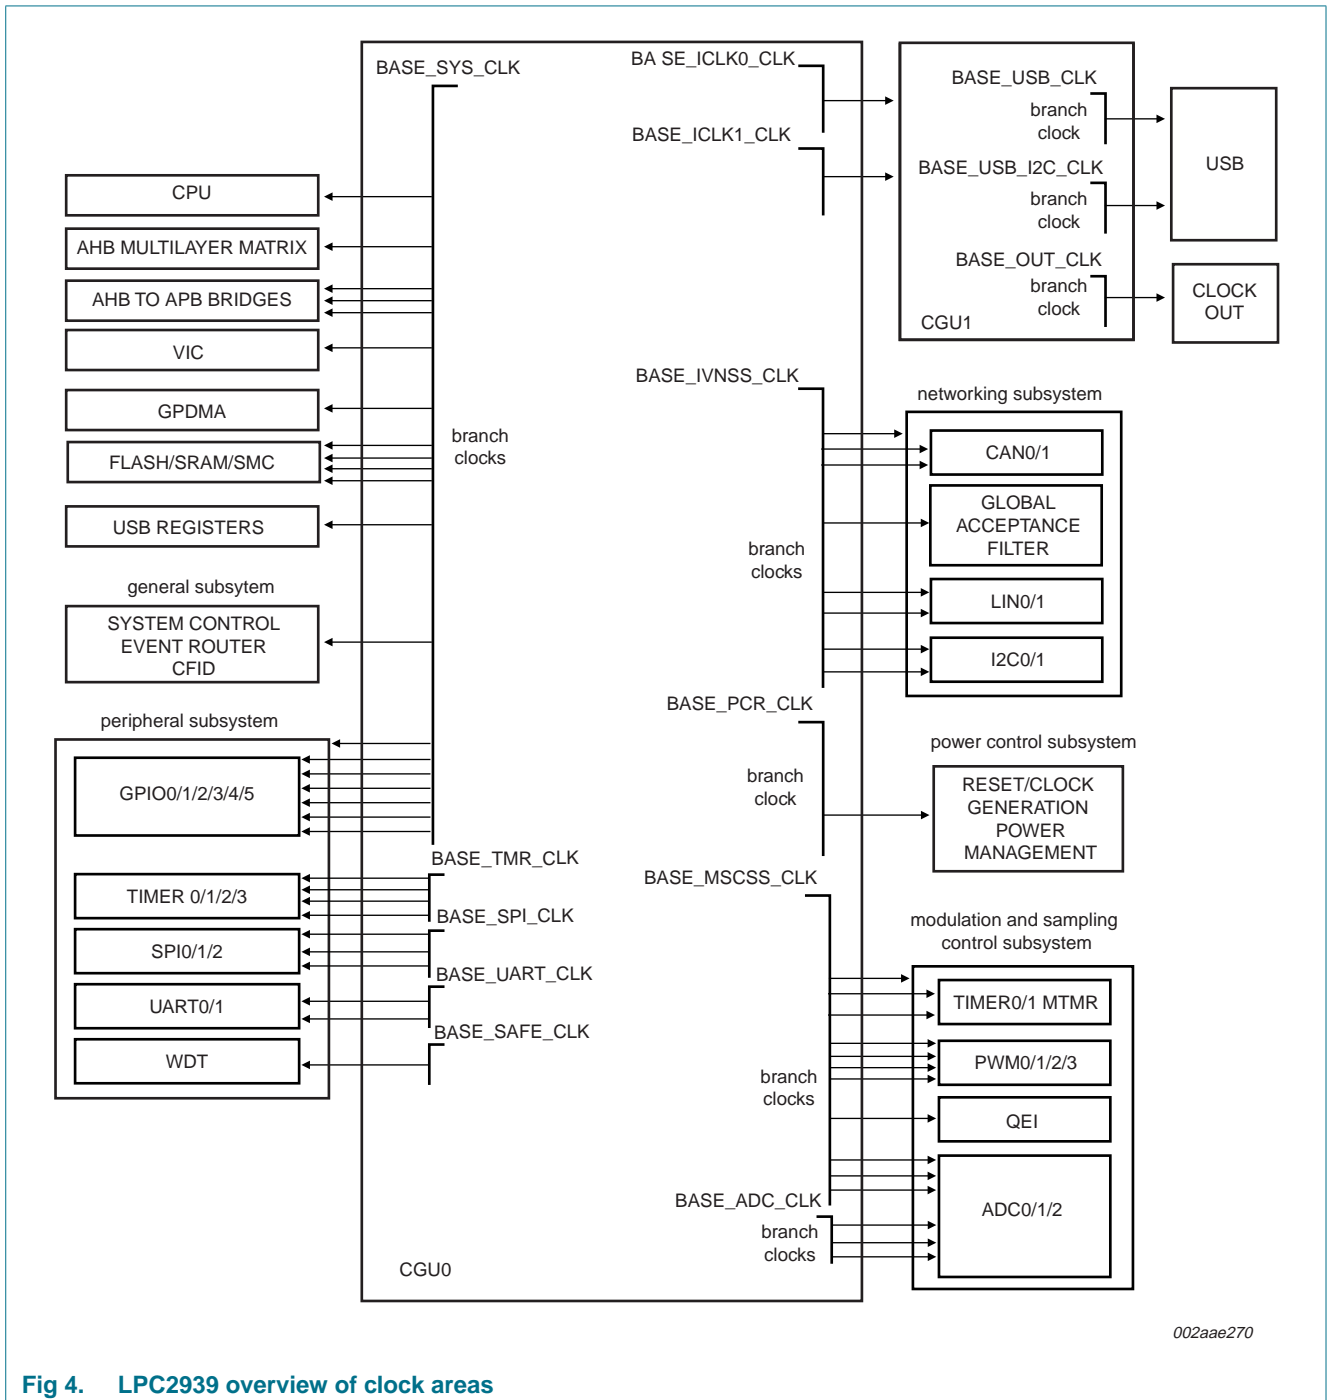 BASE_SYS_CLK
BA SE_ICLK0_CLK
BASE_ICLK1_CLK
BASE_USB_CLK
branch
clock
BASE_USB_I2C_CLK
branch
clock
BASE_OUT_CLK
branch
clock
CGU1
USB
CLOCK
OUT
CPU
AHB MULTILAYER MATRIX
AHB TO APB BRIDGES
VIC
GPDMA
FLASH/SRAM/SMC
USB REGISTERS
branch
clocks
general subsytem
SYSTEM CONTROL
EVENT ROUTER
CFID
peripheral subsystem
GPIO0/1/2/3/4/5
TIMER 0/1/2/3
SPI0/1/2
UART0/1
WDT
BASE_TMR_CLK
BASE_SPI_CLK
BASE_UART_CLK
BASE_SAFE_CLK
BASE_IVNSS_CLK
branch
clocks
networking subsystem
CAN0/1
GLOBAL
ACCEPTANCE
FILTER
LIN0/1
I2C0/1
BASE_PCR_CLK
branch
clock
power control subsystem
RESET/CLOCK
GENERATION
POWER
MANAGEMENT
BASE_MSCSS_CLK
branch
clocks
modulation and sampling
control subsystem
TIMER0/1 MTMR
PWM0/1/2/3
QEI
ADC0/1/2
BASE_ADC_CLK
branch
clocks
CGU0
002aae270
Fig 4. LPC2939 overview of clock areas